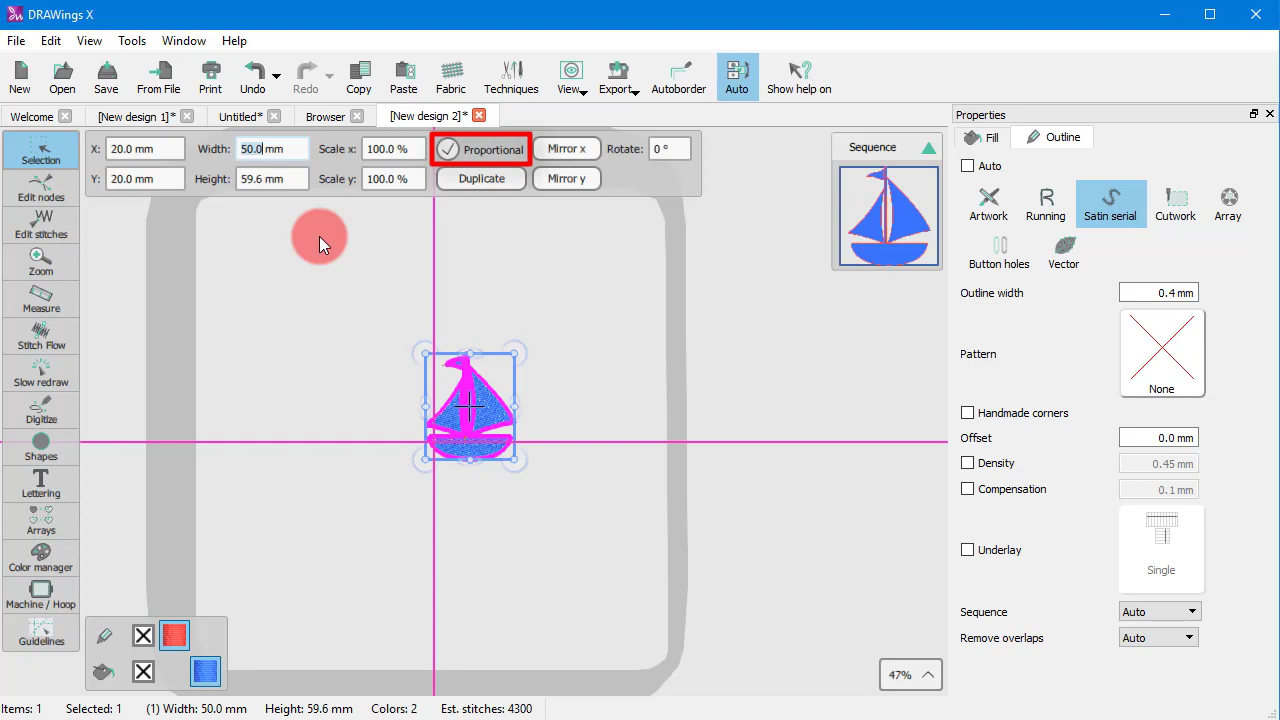 DRAWings X
File Edit View Tools Window Help
New Open Save From File Print Undo Redo Copy Paste Fabric Techniques View Export Autoborder Auto Show help on
Welcome [New design 1]* Untitled* Browser [New design 2]*
X: 20.0 mm Width: 50.0 mm Scale x: 100.0 % Proportional Mirror x Rotate: 0 °
Y: 20.0 mm Height: 59.6 mm Scale y: 100.0 % Duplicate Mirror y
Selection
Edit nodes
Edit stitches
Zoom
Measure
Stitch Flow
Slow redraw
Digitize
Shapes
Lettering
Arrays
Color manager
Machine / Hoop
Guidelines
Sequence
47%
Properties
Fill Outline
Auto
Artwork Running Satin serial Cutwork Array
Button holes Vector
Outline width 0.4 mm
Pattern None
Handmade corners
Offset 0.0 mm
Density 0.45 mm
Compensation 0.1 mm
Underlay Single
Sequence Auto
Remove overlaps Auto
Items: 1 Selected: 1 (1) Width: 50.0 mm Height: 59.6 mm Colors: 2 Est. stitches: 4300